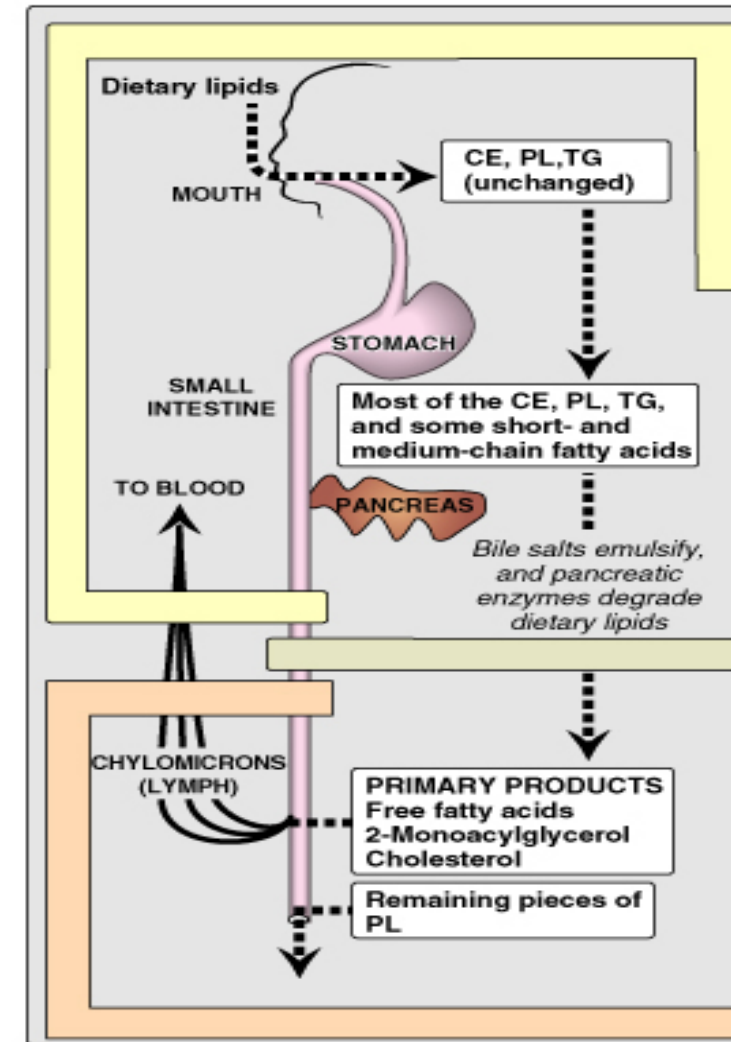 Dietary lipids
MOUTH
CE, PL,TG
(unchanged)
STOMACH
SMALL
INTESTINE
Most of the CE, PL, TG,
and some short- and
medium-chain fatty acids
TO BLOOD
PANCREAS
Bile salts emulsify,
and pancreatic
enzymes degrade
dietary lipids
CHYLOMICRONS
(LYMPH)
PRIMARY PRODUCTS
Free fatty acids
2-Monoacylglycerol
Cholesterol
Remaining pieces of
PL